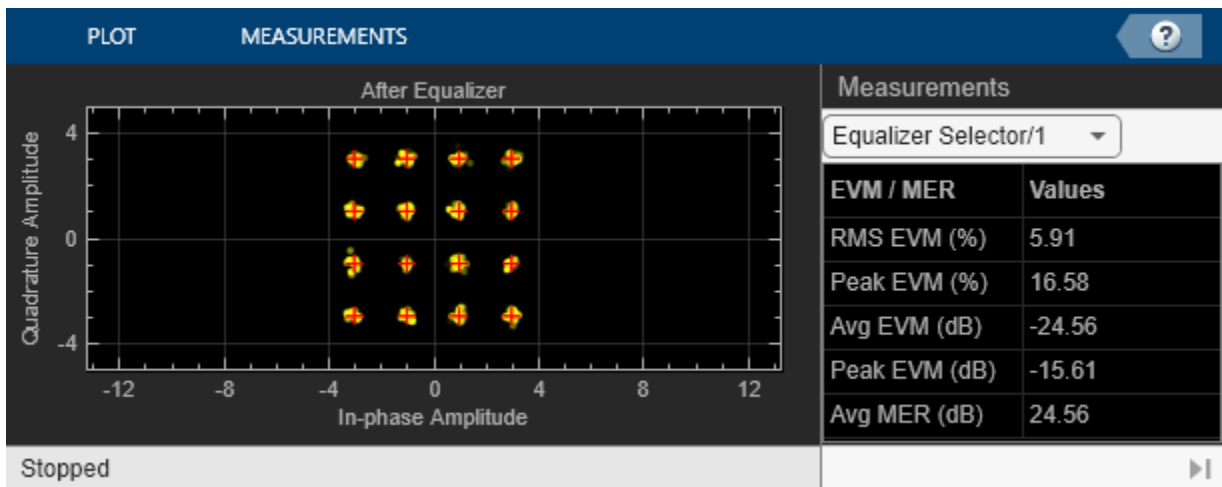 PLOT MEASUREMENTS ?
After Equalizer
Quadrature Amplitude
4
0
-4
-12 -8 -4 0 4 8 12
In-phase Amplitude
Measurements
Equalizer Selector/1
EVM / MER Values
RMS EVM (%) 5.91
Peak EVM (%) 16.58
Avg EVM (dB) -24.56
Peak EVM (dB) -15.61
Avg MER (dB) 24.56
Stopped